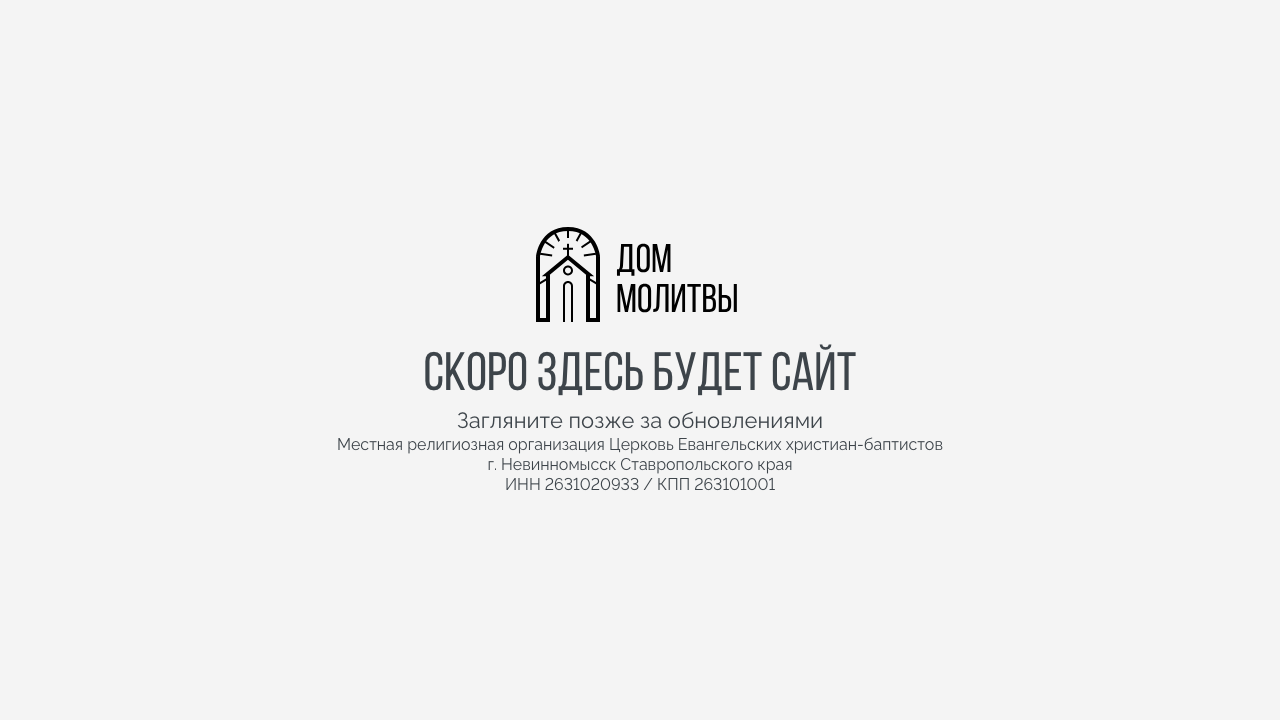 ДОМ
МОЛИТВЫ
СКОРО ЗДЕСЬ БУДЕТ САЙТ
Загляните позже за обновлениями
Местная религиозная организация Церковь Евангельских христиан-баптистов
г. Невинномысск Ставропольского края
ИНН 2631020933 / КПП 263101001